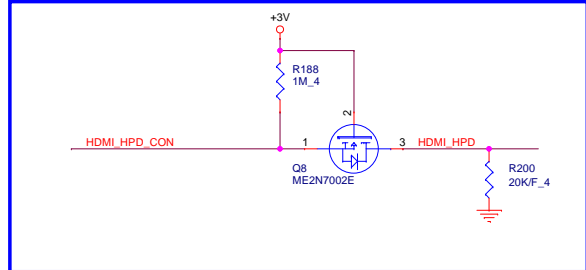 +3V
R188
1M_4
2
HDMI_HPD_CON
1
3
HDMI_HPD
Q8
ME2N7002E
R200
20K/F_4